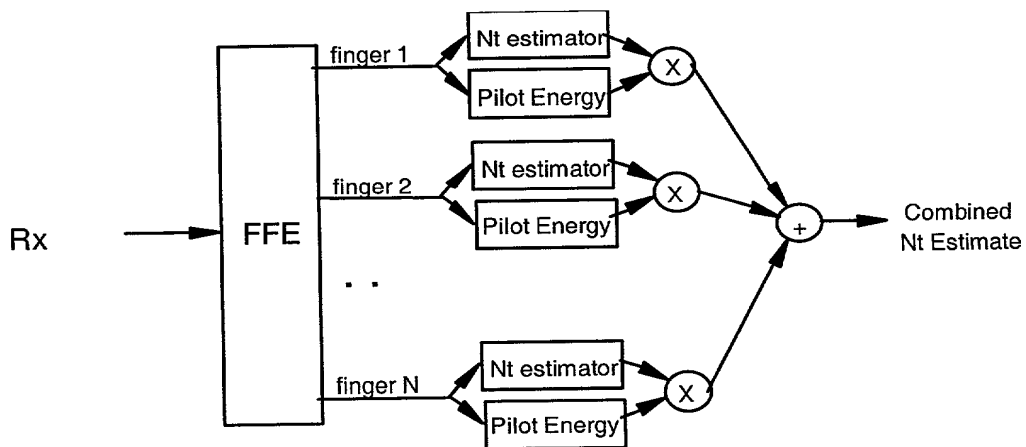 Rx
FFE
finger 1
Nt estimator
Pilot Energy
X
finger 2
Nt estimator
Pilot Energy
X
. .
finger N
Nt estimator
Pilot Energy
X
+
Combined
Nt Estimate